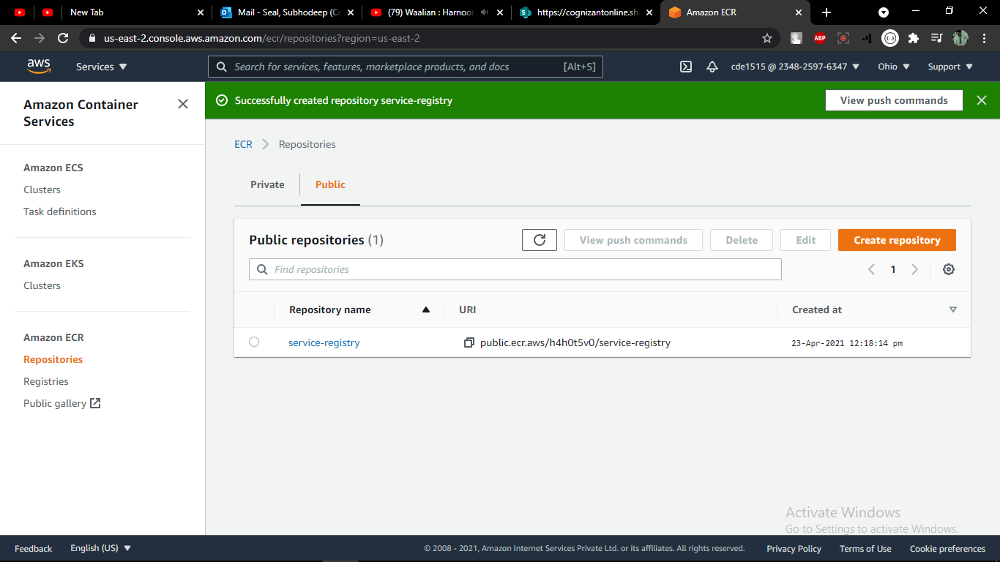 New Tab
Mail - Seal, Subhodeep (Co
(79) Waalian : Harnoor
https://cognizantonline.sha
Amazon ECR
us-east-2.console.aws.amazon.com/ecr/repositories?region=us-east-2
ABP
aws
Services
Search for services, features, marketplace products, and docs
[Alt+S]
cde1515 @ 2348-2597-6347
Ohio
Support
Amazon Container
Services
Successfully created repository service-registry
View push commands
ECR
Repositories
Amazon ECS
Clusters
Task definitions
Amazon EKS
Clusters
Amazon ECR
Repositories
Registries
Public gallery
Private
Public
Public repositories (1)
View push commands
Delete
Edit
Create repository
Find repositories
1
Repository name
URI
Created at
service-registry
public.ecr.aws/h4h0t5v0/service-registry
23-Apr-2021 12:18:14 pm
Activate Windows
Go to Settings to activate Windows.
Feedback
English (US)
© 2008 - 2021, Amazon Internet Services Private Ltd. or its affiliates. All rights reserved.
Privacy Policy
Terms of Use
Cookie preferences